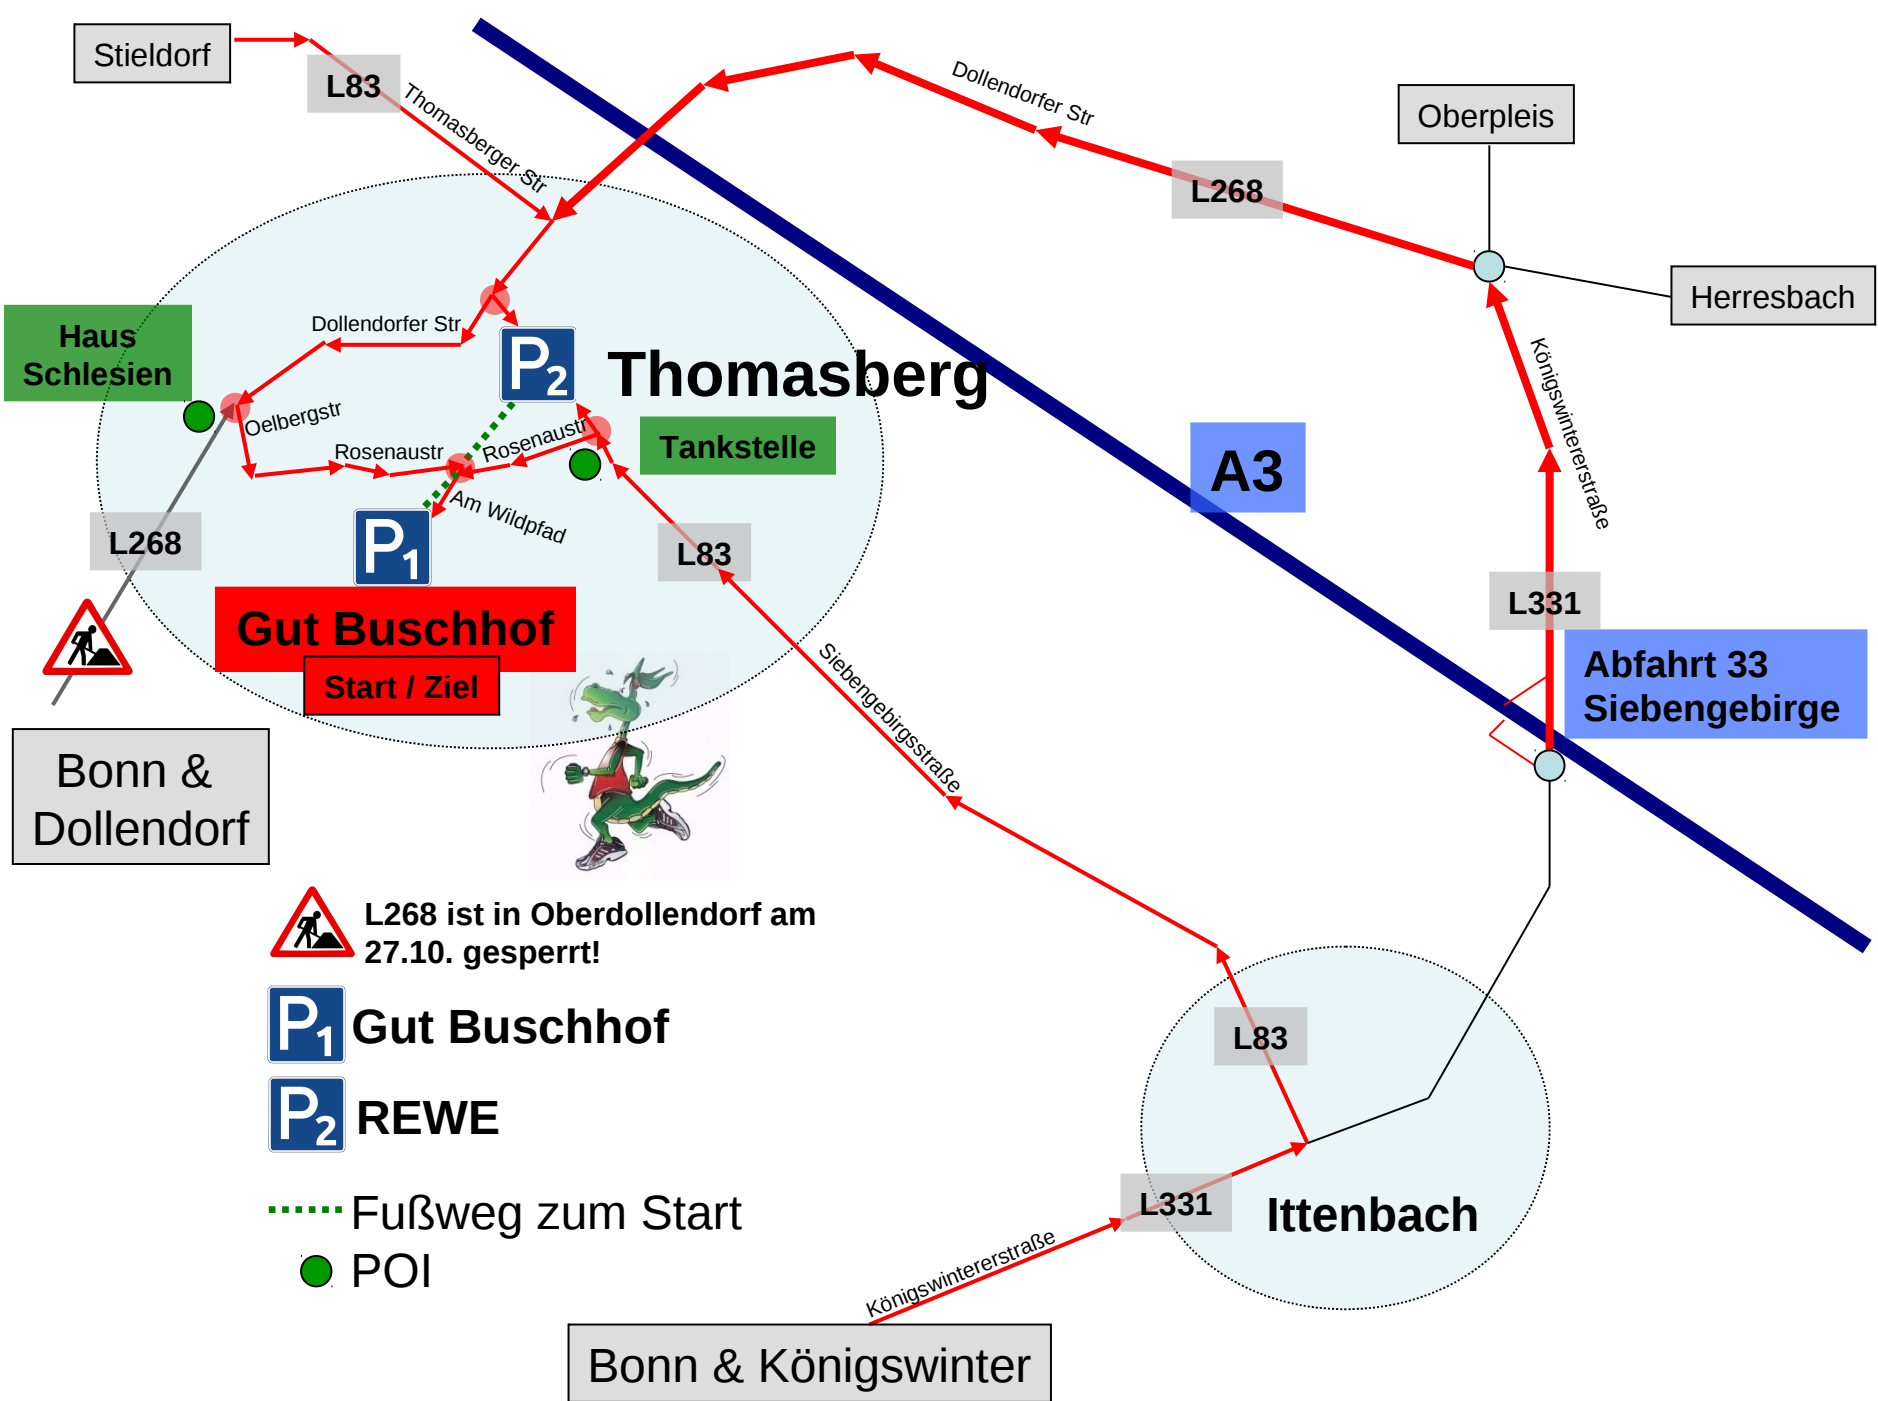 Stieldorf
L83
Thomasberger Str
Dollendorfer Str
L268
Oberpleis
Herresbach
Haus
Schlesien
Dollendorfer Str
P2
Thomasberg
Oelbergstr
Rosenaustr
Rosenaustr
Tankstelle
A3
Königswintererstraße
Am Wildpfad
L268
P1
L83
L331
Gut Buschhof
Start / Ziel
Siebengebirgsstraße
Abfahrt 33
Siebengebirge
Bonn &
Dollendorf
L268 ist in Oberdollendorf am
27.10. gesperrt!
P1 Gut Buschhof
P2 REWE
Fußweg zum Start
POI
L83
L331
Ittenbach
Königswintererstraße
Bonn & Königswinter